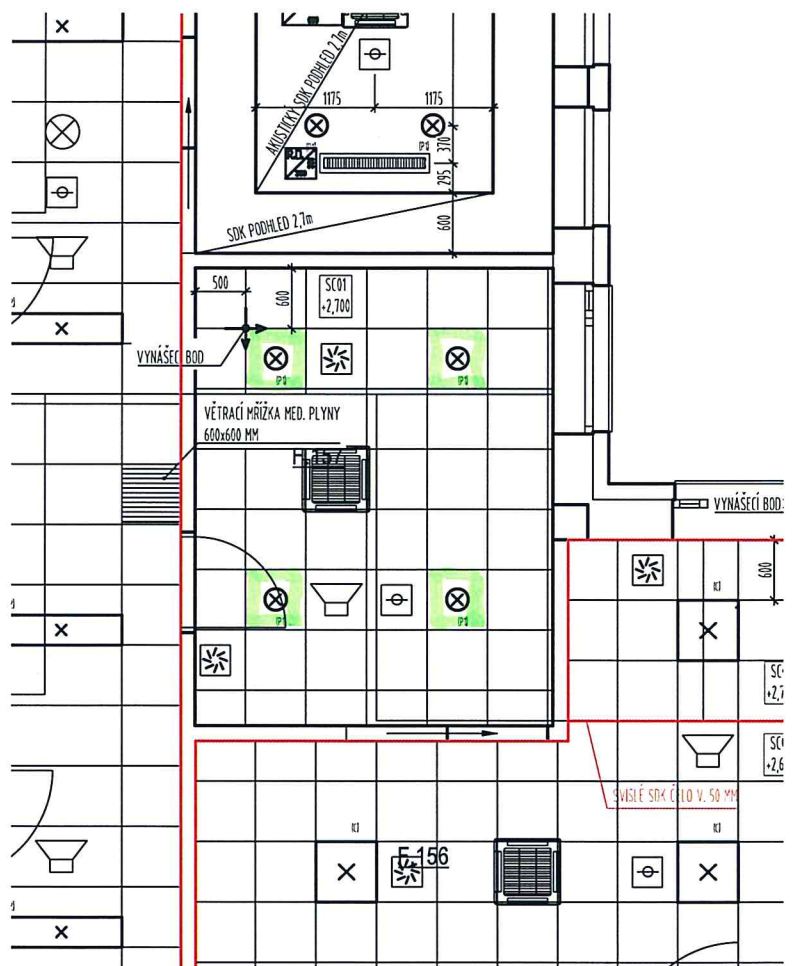 AKUSTICKÝ SDK PODHLED 2,7m
1175
1175
370
295
600
SDK PODHLED 2,7m
500
600
SC01
+2,700
VYNÁŠECÍ BOD
VĚTRACÍ MŘÍŽKA MED. PLYNY
600x600 MM
VYNÁŠECÍ BOD
600
SVISLÉ SDK ČELO V. 50 MM
156